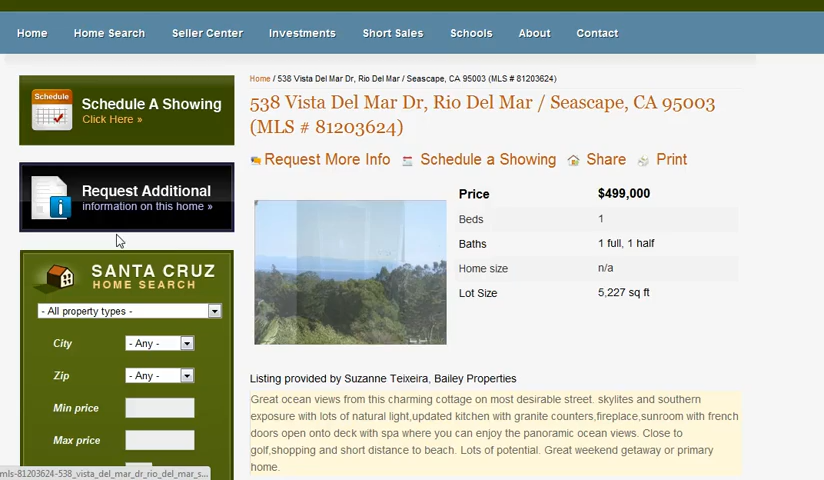 Home Home Search Seller Center Investments Short Sales Schools About Contact
Schedule
Schedule A Showing
Click Here »
Request Additional
information on this home »
SANTA CRUZ
HOME SEARCH
- All property types -
City - Any -
Zip - Any -
Min price
Max price
Home / 538 Vista Del Mar Dr, Rio Del Mar / Seascape, CA 95003 (MLS # 81203624)
538 Vista Del Mar Dr, Rio Del Mar / Seascape, CA 95003
(MLS # 81203624)
Request More Info Schedule a Showing Share Print
Price $499,000
Beds 1
Baths 1 full, 1 half
Home size n/a
Lot Size 5,227 sq ft
Listing provided by Suzanne Teixeira, Bailey Properties
Great ocean views from this charming cottage on most desirable street. skylites and southern
exposure with lots of natural light,updated kitchen with granite counters,fireplace,sunroom with french
doors open onto deck with spa where you can enjoy the panoramic ocean views. Close to
golf,shopping and short distance to beach. Lots of potential. Great weekend getaway or primary
home.
mls-81203624-538_vista_del_mar_dr_rio_del_mar_s...